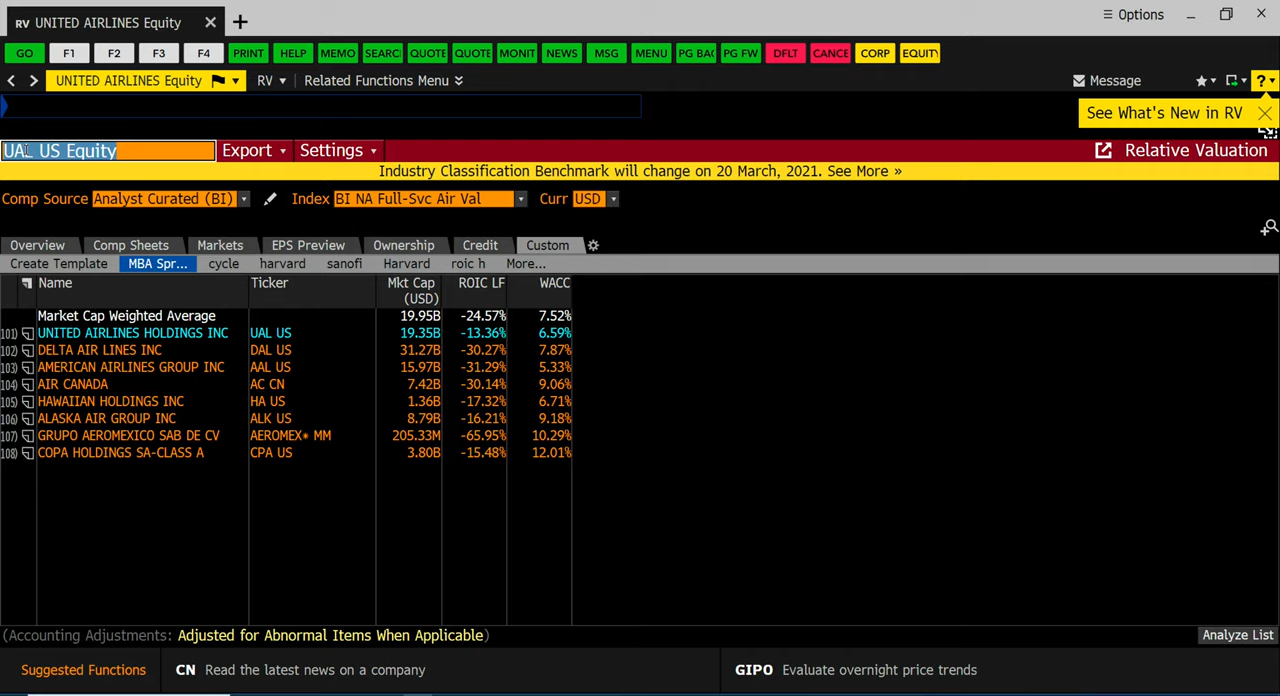 RV UNITED AIRLINES Equity
Options
GO F1 F2 F3 F4 PRINT HELP MEMO SEARC QUOTE QUOTE MONIT NEWS MSG MENU PG BAC PG FW DFLT CANCE CORP EQUITY
UNITED AIRLINES Equity RV Related Functions Menu Message ?
See What's New in RV
UAL US Equity Export Settings Relative Valuation
Industry Classification Benchmark will change on 20 March, 2021. See More »
Comp Source Analyst Curated (BI) Index BI NA Full-Svc Air Val Curr USD
Overview Comp Sheets Markets EPS Preview Ownership Credit Custom
Create Template MBA Spr... cycle harvard sanofi Harvard roic h More...
Name Ticker Mkt Cap ROIC LF WACC
(USD)
Market Cap Weighted Average 19.95B -24.57% 7.52%
101) UNITED AIRLINES HOLDINGS INC UAL US 19.35B -13.36% 6.59%
102) DELTA AIR LINES INC DAL US 31.27B -30.27% 7.87%
103) AMERICAN AIRLINES GROUP INC AAL US 15.97B -31.29% 5.33%
104) AIR CANADA AC CN 7.42B -30.14% 9.06%
105) HAWAIIAN HOLDINGS INC HA US 1.36B -17.32% 6.71%
106) ALASKA AIR GROUP INC ALK US 8.79B -16.21% 9.18%
107) GRUPO AEROMEXICO SAB DE CV AEROMEX* MM 205.33M -65.95% 10.29%
108) COPA HOLDINGS SA-CLASS A CPA US 3.80B -15.48% 12.01%
(Accounting Adjustments: Adjusted for Abnormal Items When Applicable)
Analyze List
Suggested Functions CN Read the latest news on a company GIPO Evaluate overnight price trends